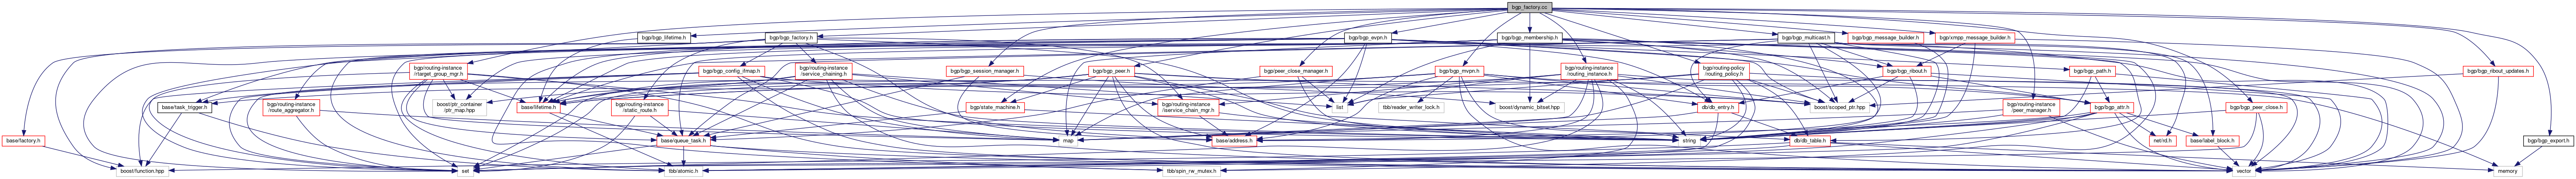 bgp_factory.cc
bgp/bgp_lifetime.h
bgp/bgp_factory.h
bgp/bgp_evpn.h
bgp/bgp_membership.h
bgp/bgp_multicast.h
bgp/bgp_message_builder.h
bgp/xmpp_message_builder.h
bgp/routing-instance
/rtarget_group_mgr.h
bgp/bgp_config_ifmap.h
bgp/routing-instance
/service_chaining.h
bgp/bgp_session_manager.h
bgp/bgp_peer.h
bgp/peer_close_manager.h
bgp/bgp_mvpn.h
bgp/routing-instance
/routing_instance.h
bgp/routing-policy
/routing_policy.h
bgp/bgp_ribout.h
bgp/bgp_path.h
bgp/bgp_ribout_updates.h
base/task_trigger.h
bgp/routing-instance
/route_aggregator.h
boost/ptr_container
/ptr_map.hpp
base/lifetime.h
bgp/routing-instance
/static_route.h
bgp/state_machine.h
bgp/routing-instance
/iservice_chain_mgr.h
list
tbb/reader_writer_lock.h
boost/dynamic_bitset.hpp
db/db_entry.h
boost/scoped_ptr.hpp
bgp/routing-instance
/peer_manager.h
bgp/bgp_attr.h
bgp/bgp_peer_close.h
base/factory.h
base/queue_task.h
map
base/address.h
string
db/db_table.h
net/rd.h
base/label_block.h
bgp/bgp_export.h
boost/function.hpp
set
tbb/atomic.h
tbb/spin_rw_mutex.h
vector
memory